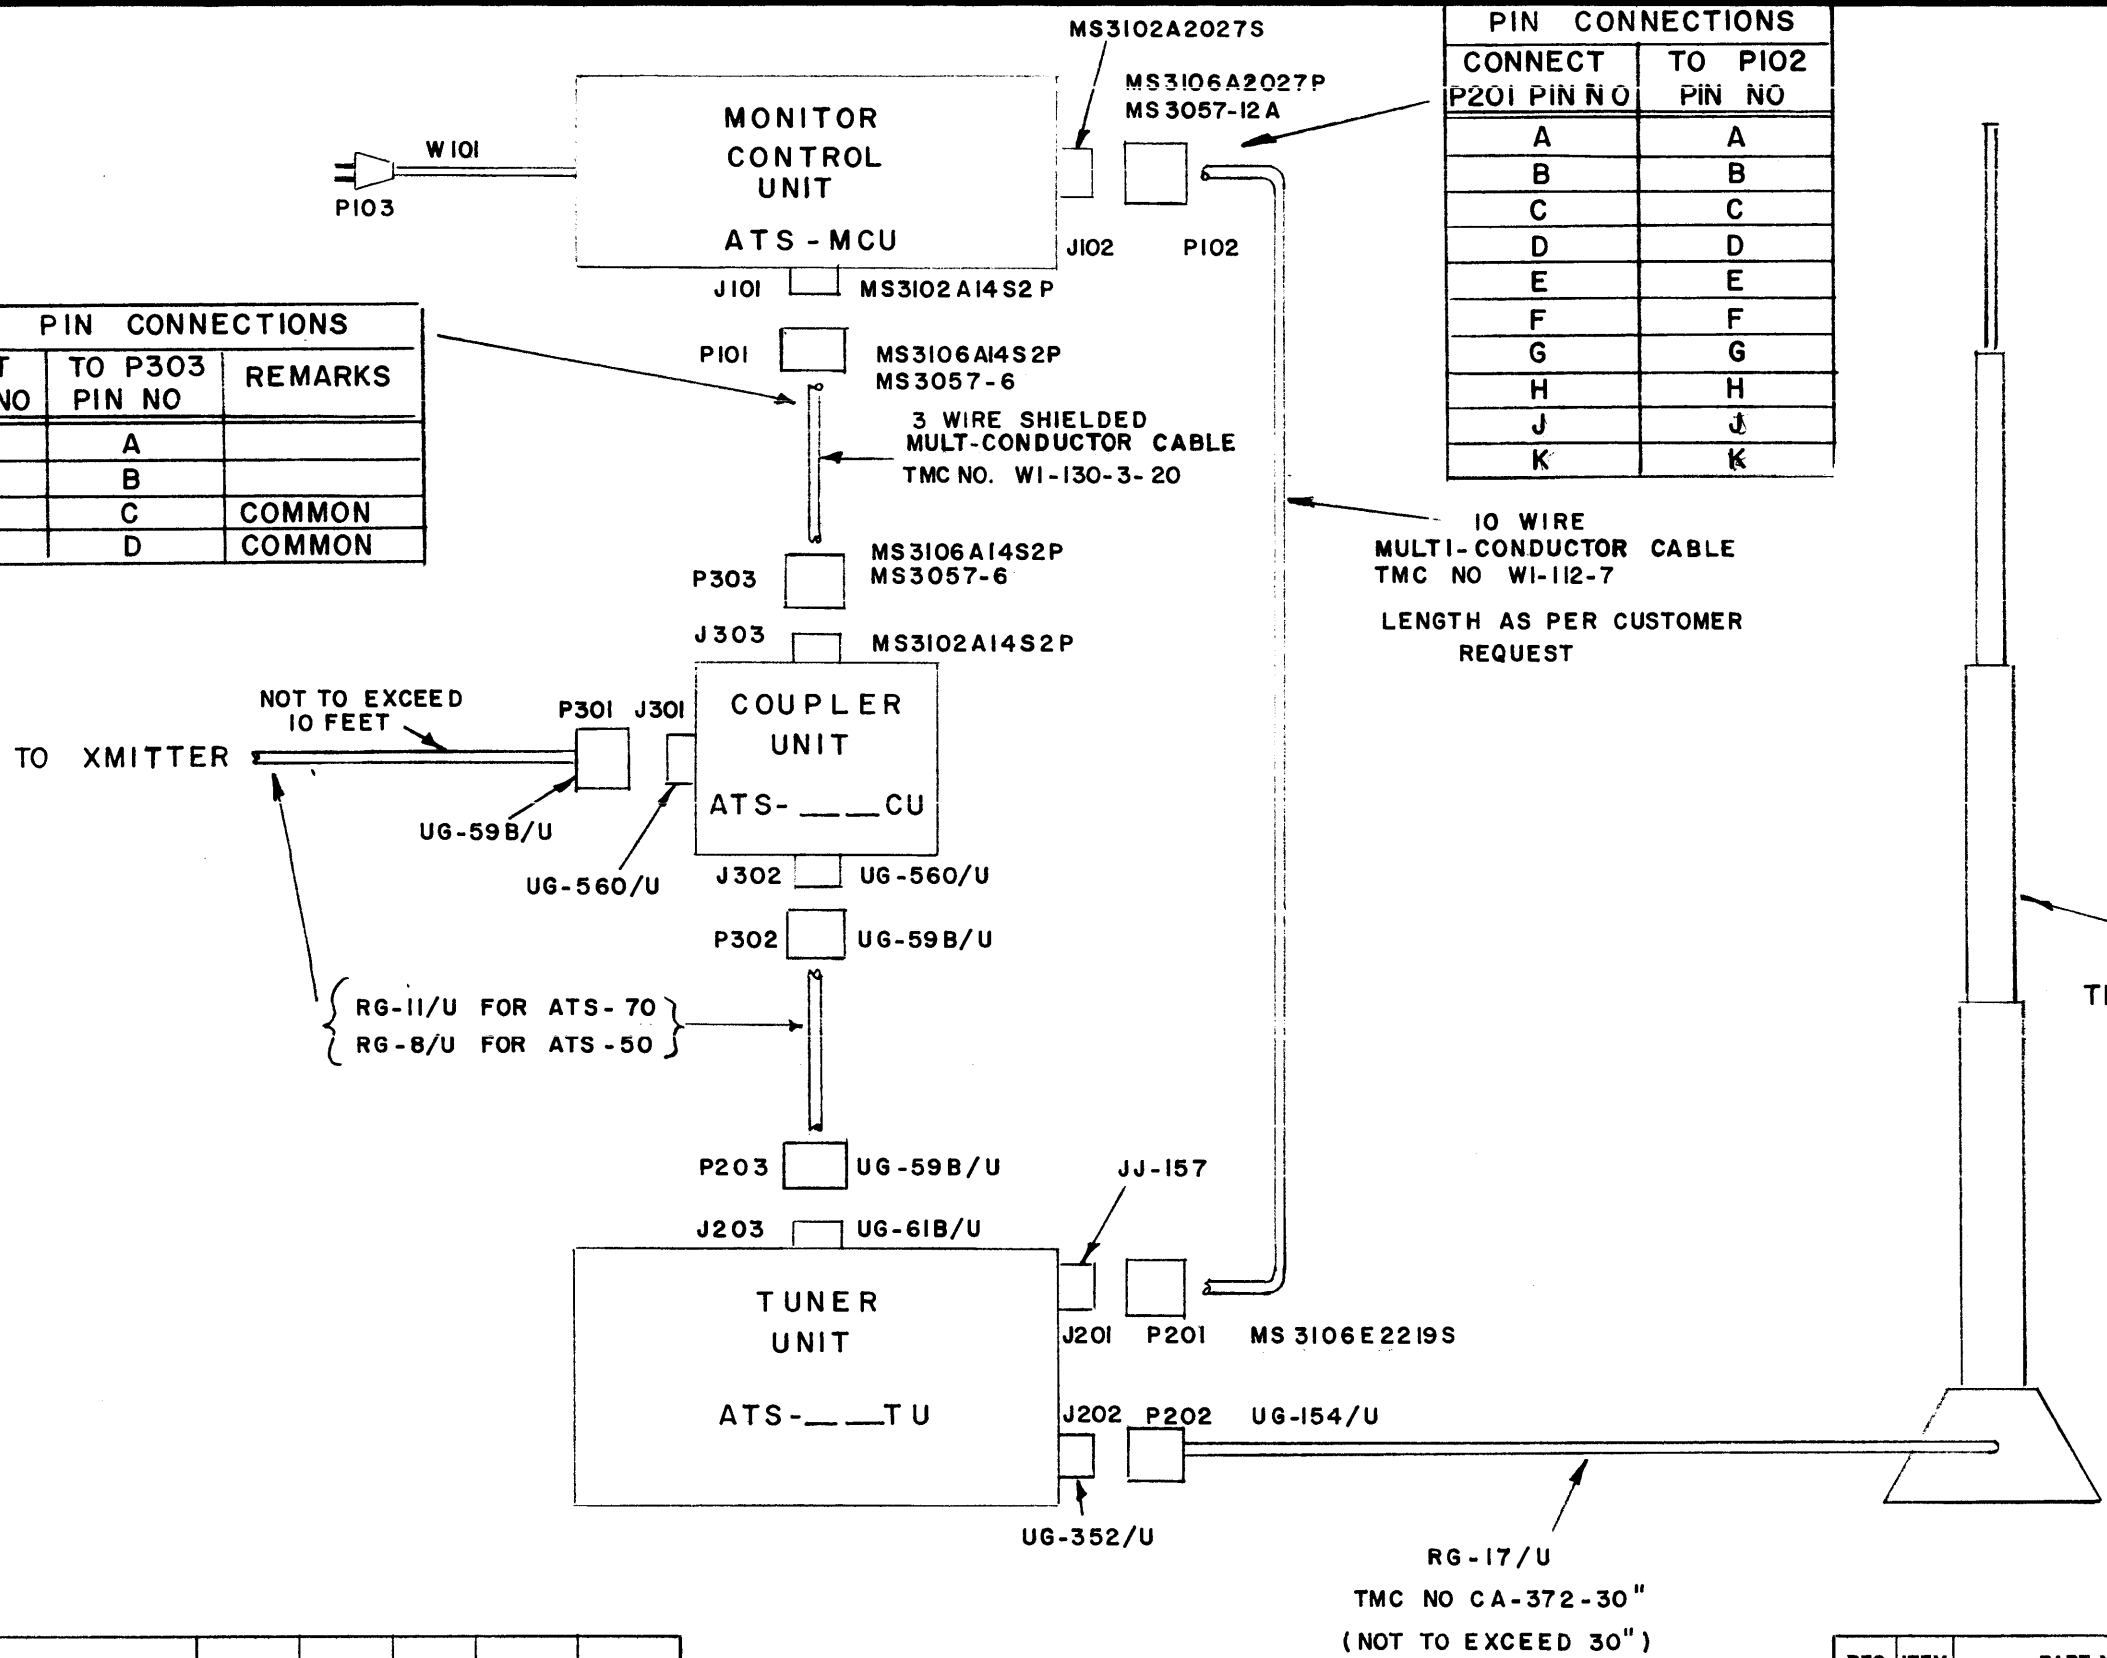 MS3102A2027S
MS3106A2027P
MS3057-12A
PIN CONNECTIONS
CONNECT P201 PIN NO
TO P102 PIN NO
A A
B B
C C
D D
E E
F F
G G
H H
J J
K K
MONITOR
CONTROL
UNIT
ATS-MCU
W101
P103
J102
P102
J101
MS3102A14S2P
PIN CONNECTIONS
TO P303
PIN NO
NO
REMARKS
A
B
C COMMON
D COMMON
P101
MS3106A14S2P
MS3057-6
3 WIRE SHIELDED
MULT-CONDUCTOR CABLE
TMC NO. WI-130-3-20
10 WIRE
MULTI-CONDUCTOR CABLE
TMC NO WI-112-7
LENGTH AS PER CUSTOMER
REQUEST
P303
MS3106A14S2P
MS3057-6
J303
MS3102A14S2P
NOT TO EXCEED
10 FEET
TO XMITTER
P301 J301
COUPLER
UNIT
ATS-__ __CU
UG-59B/U
UG-560/U
J302
UG-560/U
P302
UG-59B/U
RG-11/U FOR ATS-70
RG-8/U FOR ATS-50
P203
UG-59B/U
JJ-157
J203
UG-61B/U
TUNER
UNIT
ATS-__ __TU
J201 P201 MS3106E2219S
J202 P202 UG-154/U
UG-352/U
RG-17/U
TMC NO CA-372-30"
(NOT TO EXCEED 30")